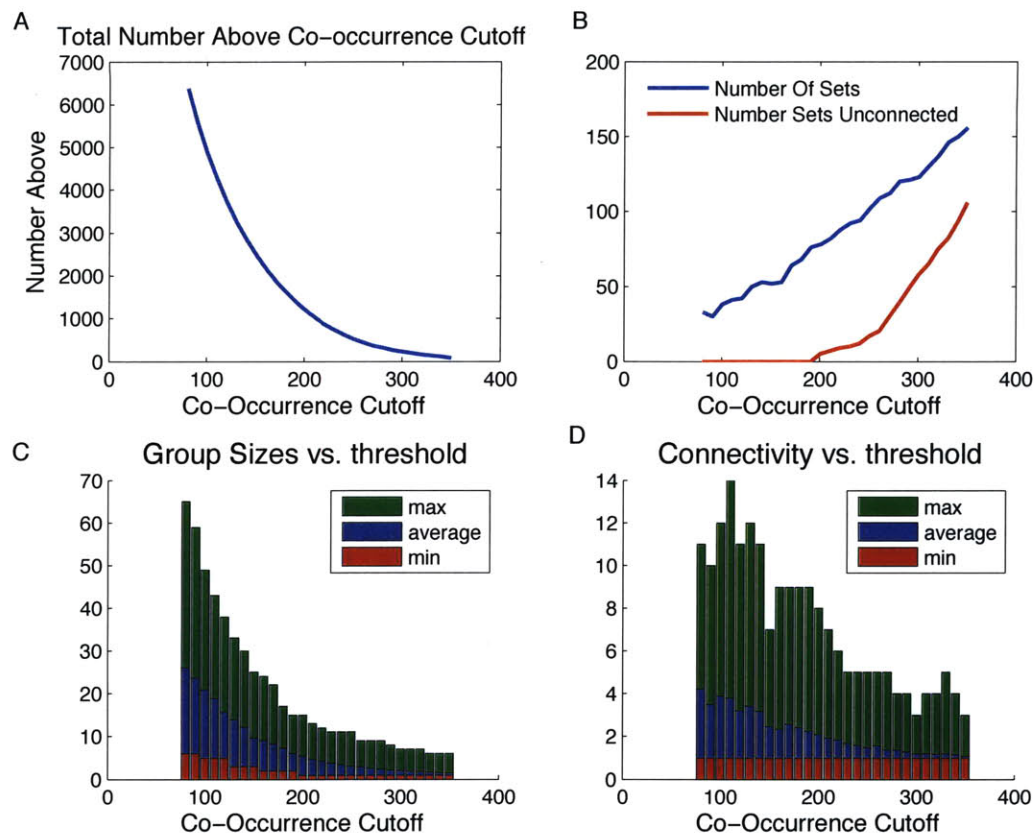 A
Total Number Above Co-occurrence Cutoff
7000
6000
5000
4000
3000
2000
1000
0
Number Above
0 100 200 300 400
Co-Occurrence Cutoff
B
200
150
100
50
0
Number Of Sets
Number Sets Unconnected
0 100 200 300 400
Co-Occurrence Cutoff
C
Group Sizes vs. threshold
70
60
50
40
30
20
10
0
max
average
min
0 100 200 300 400
Co-Occurrence Cutoff
D
Connectivity vs. threshold
14
12
10
8
6
4
2
0
max
average
min
0 100 200 300 400
Co-Occurrence Cutoff